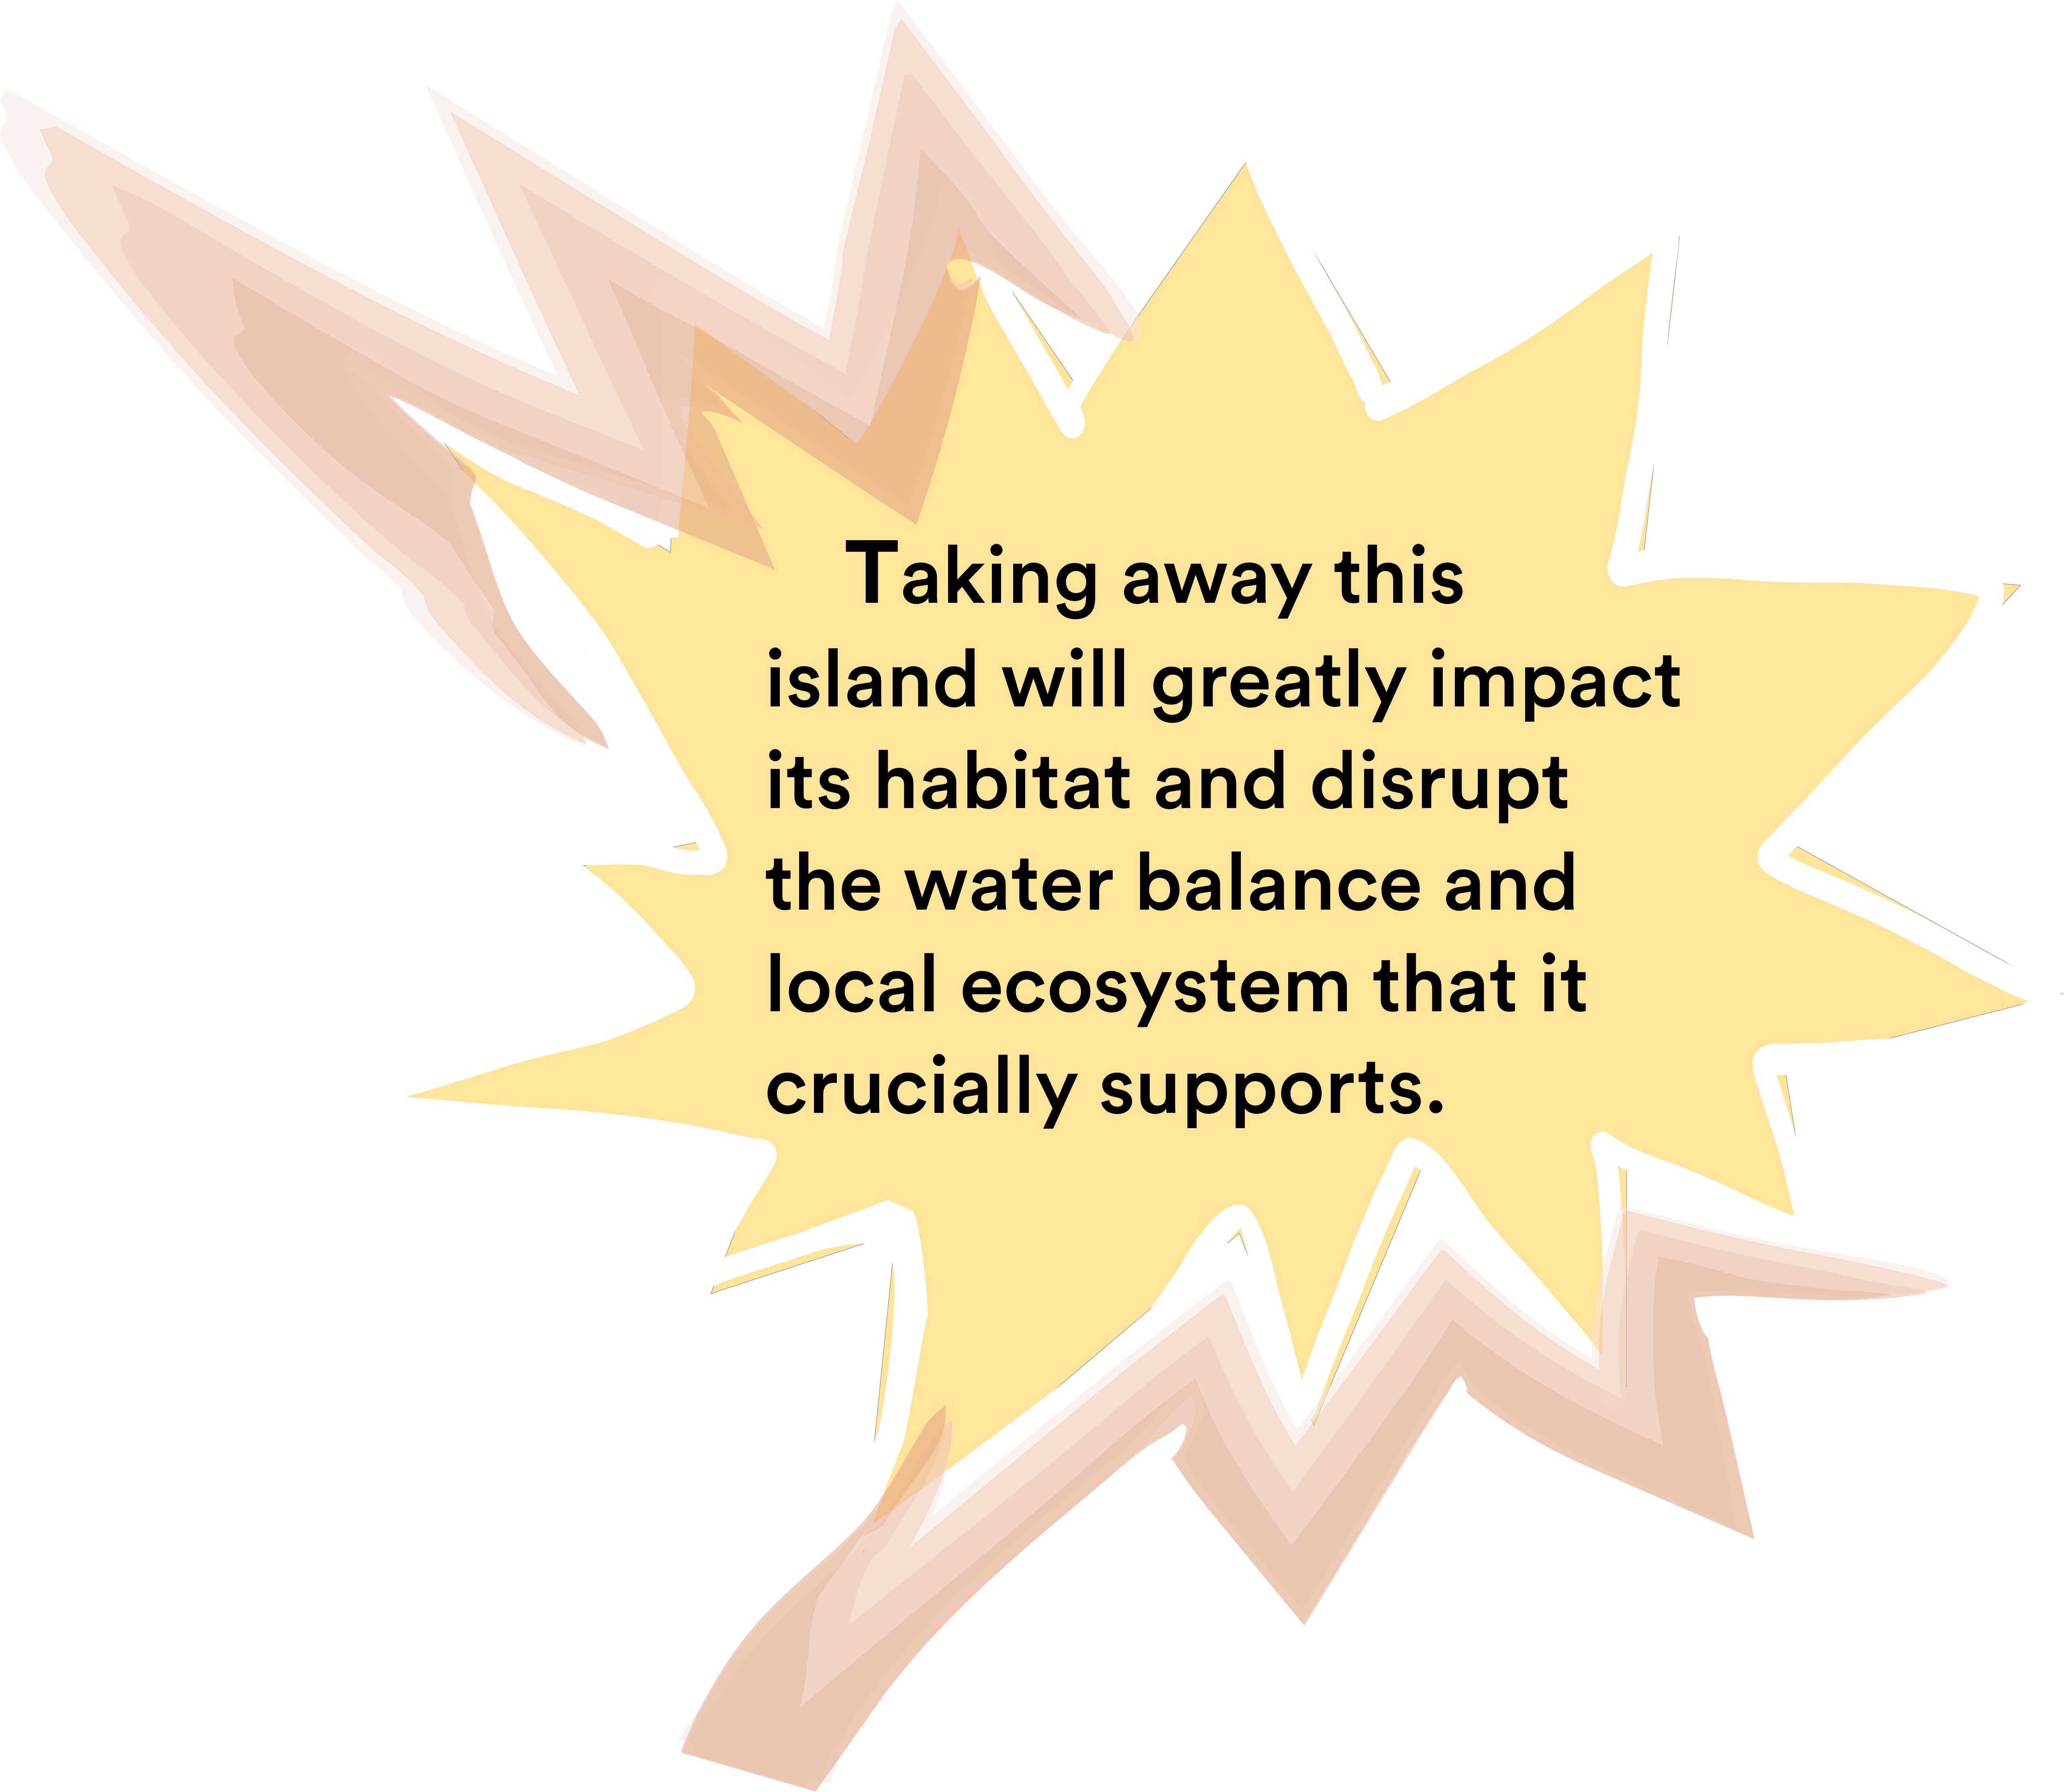 Taking away this
island will greatly impact
its habitat and disrupt
the water balance and
local ecosystem that it
crucially supports.